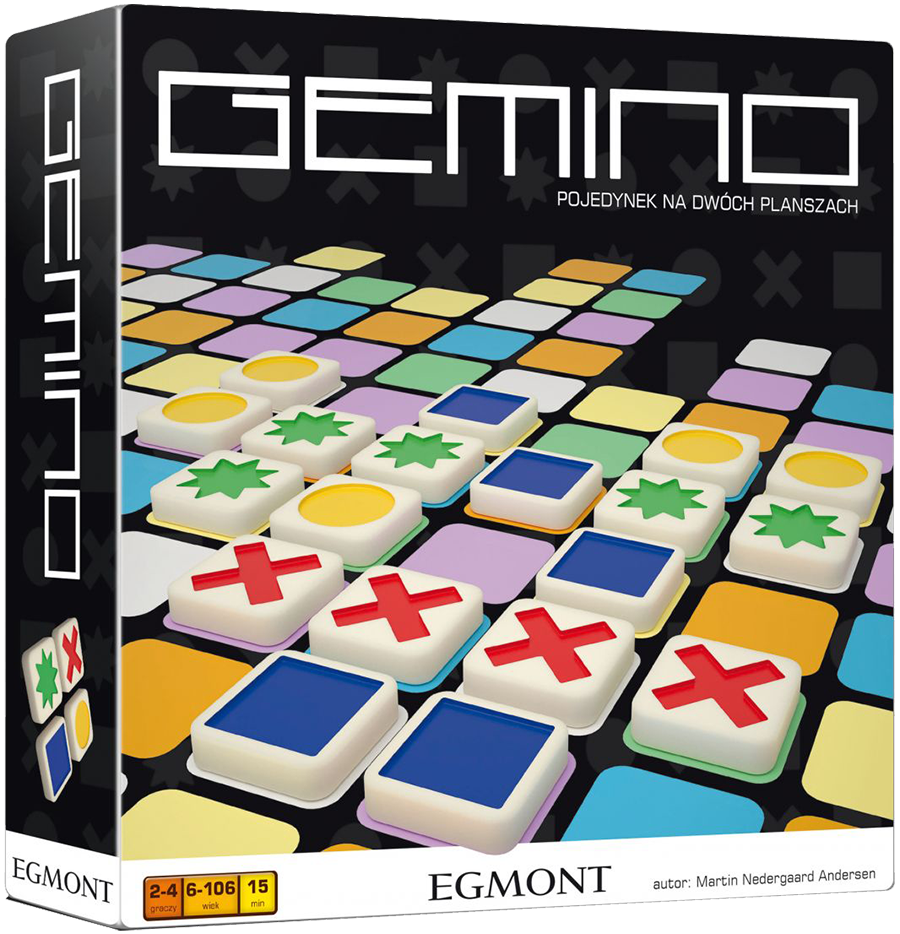 GEMINO
POJEDYNEK NA DWÓCH PLANSZACH
GEMINO
EGMONT
2-4 6-106 15
graczy wiek min
EGMONT
autor: Martin Nedergaard Andersen